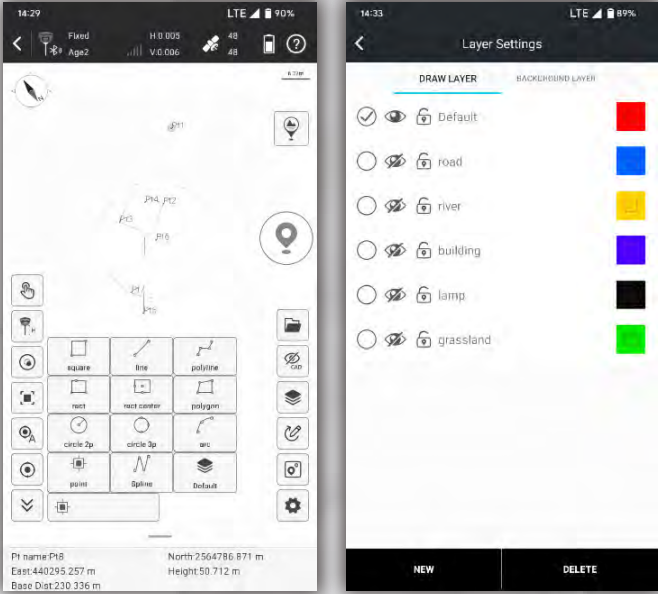 14:29
LTE 90%
Fixed
H:0.005
48
Age2
V:0.006
48
N
Pt1
Pt4
Pt2
Pt3
Pt6
Pt5
H
CAD
A
square
line
polyline
rect
rect center
polygon
circle 2p
circle 3p
arc
point
Spline
Default
Pt name:Pt8
North:2564786.871 m
East:440295.257 m
Height:50.712 m
Base Dist:230.336 m
14:33
LTE 89%
Layer Settings
DRAW LAYER
BACKGROUND LAYER
Default
road
river
building
lamp
grassland
NEW
DELETE